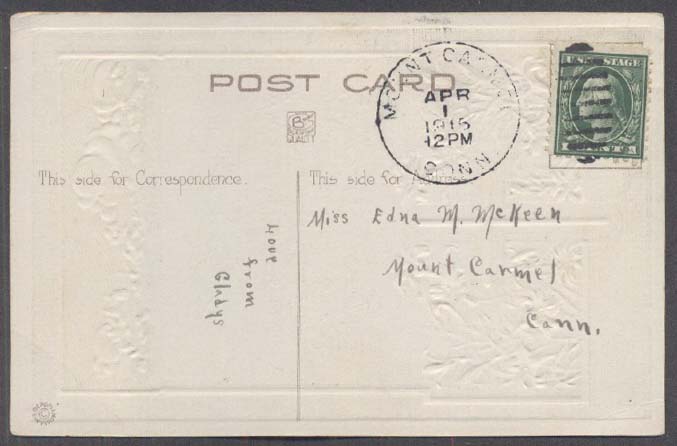 POST CARD
MOUNT CARMEL
APR
1
1915
12PM
CONN.
U.S. POSTAGE
This side for Correspondence.
This side for Address.
Miss Edna M. McKeen
Mount Carmel
Conn.
Love
from
Gladys